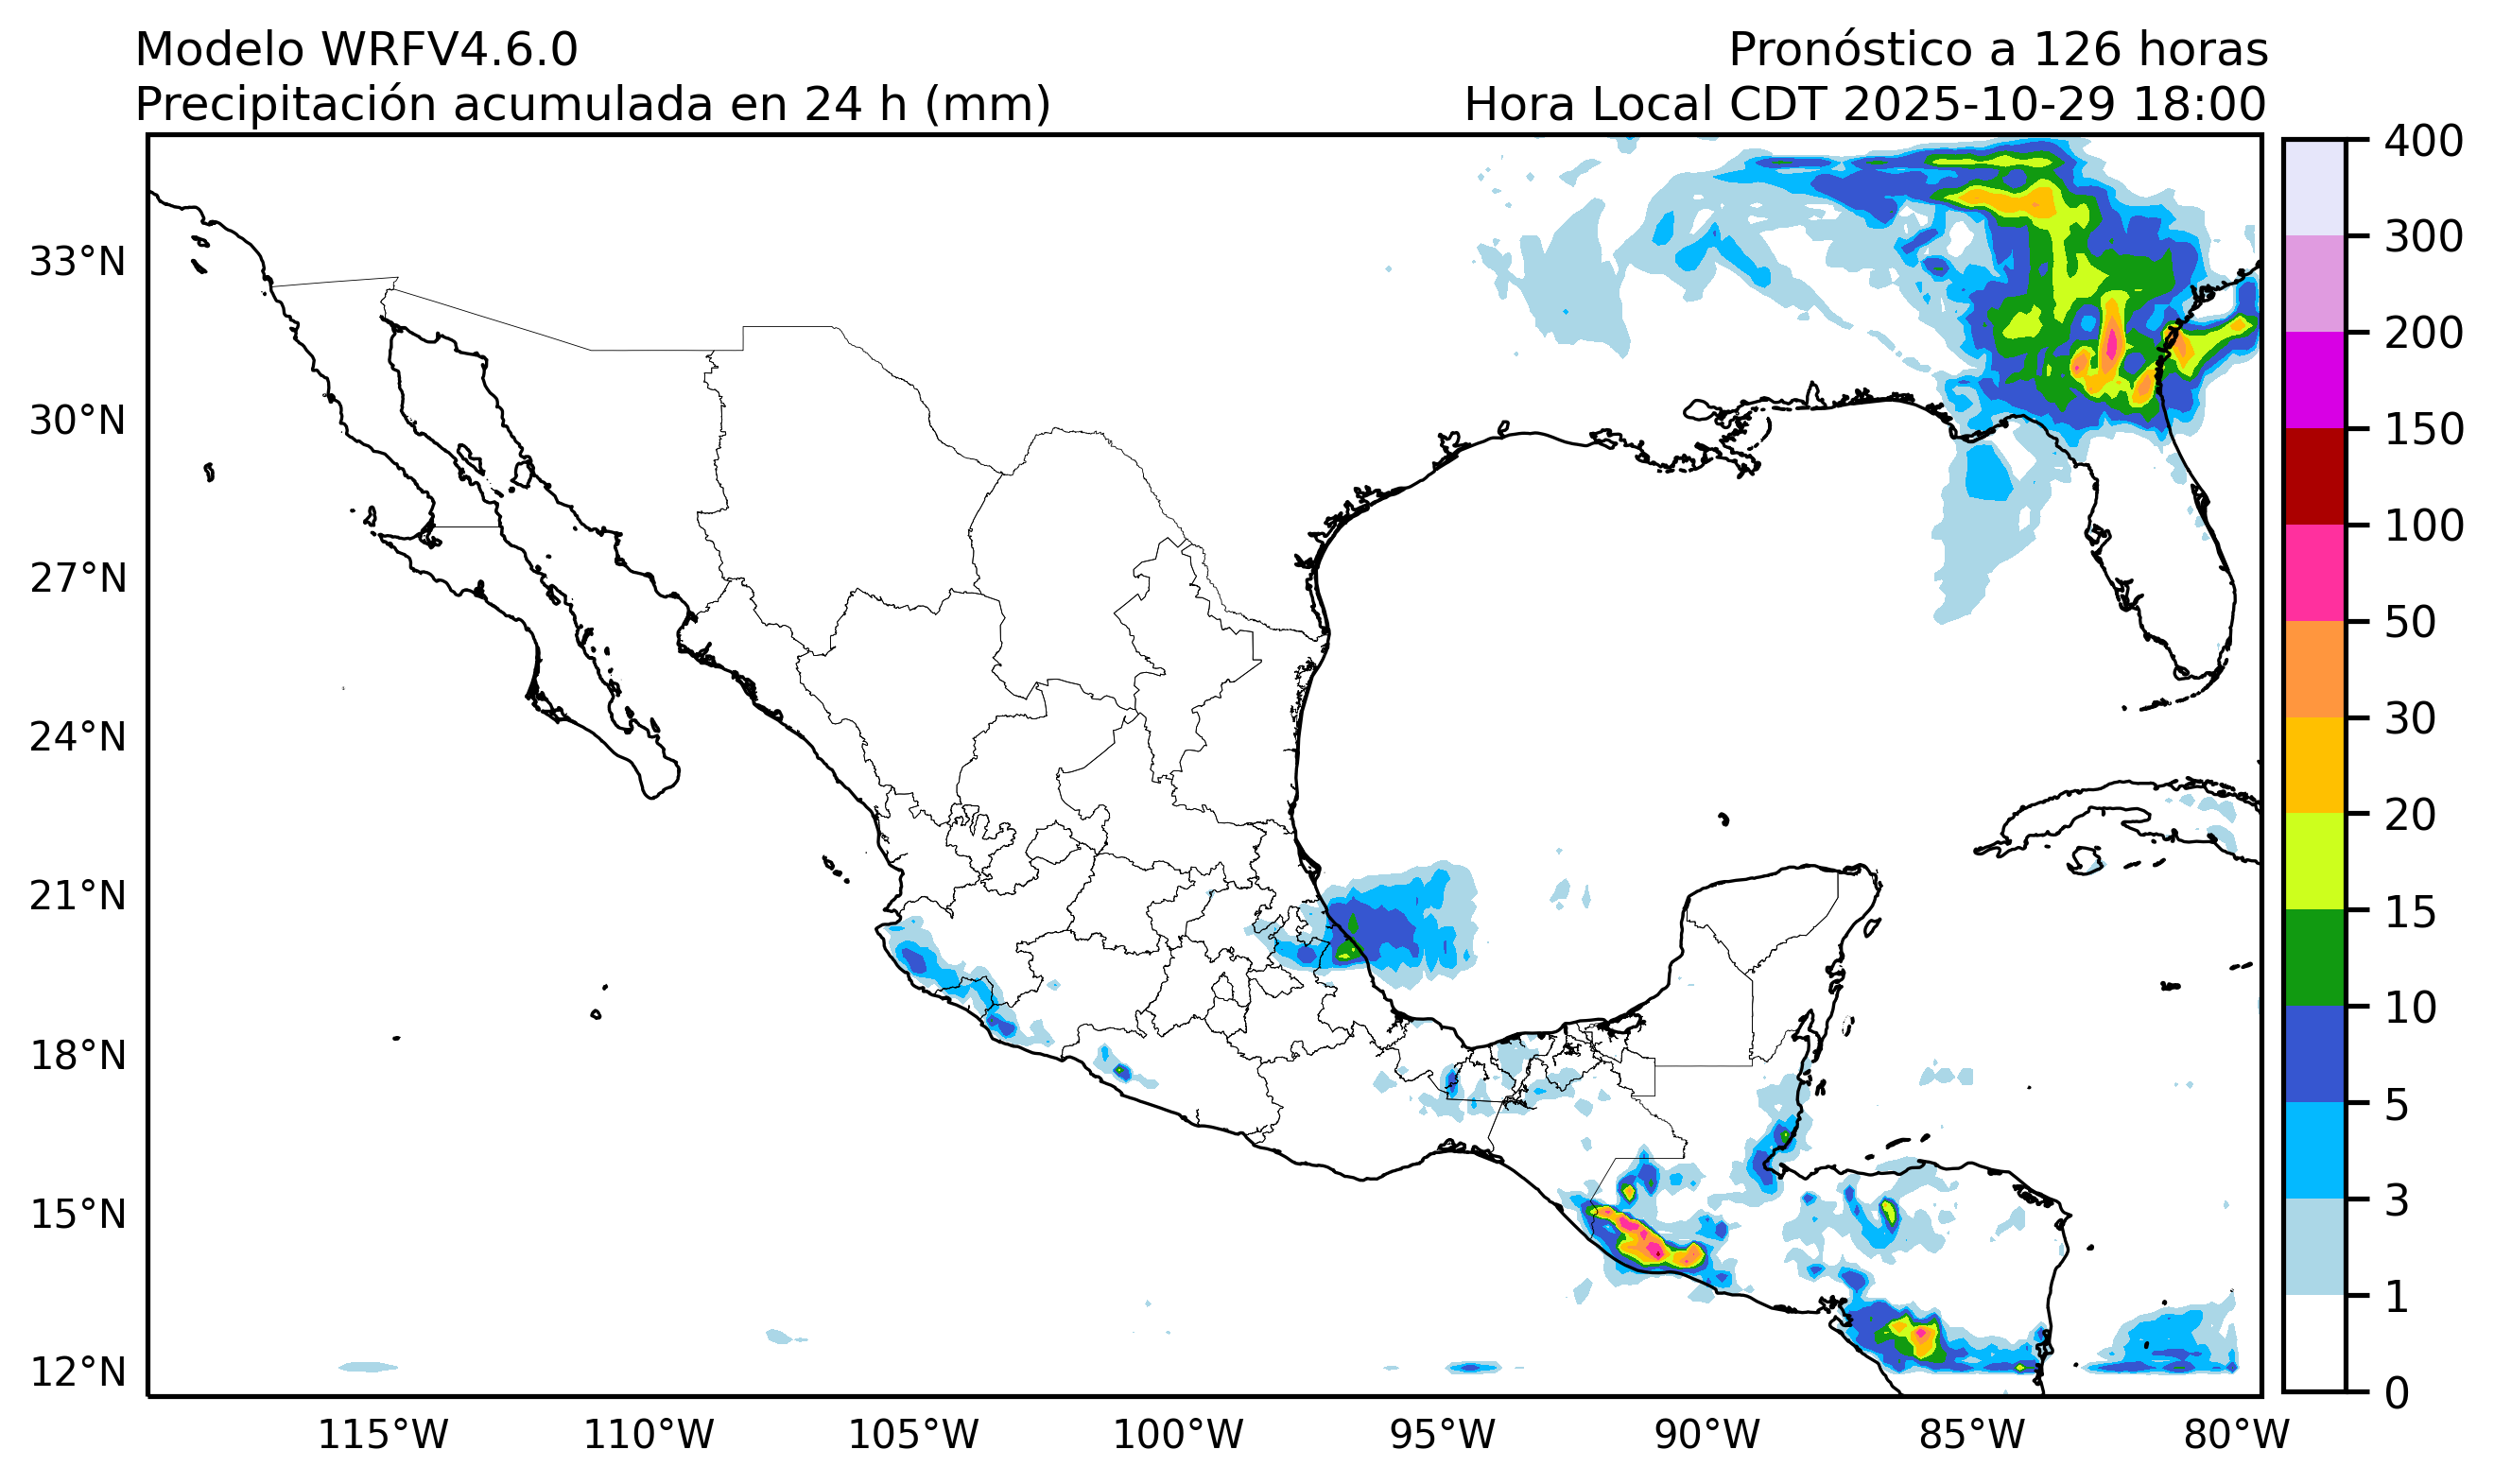 Modelo WRFV4.6.0
Pronóstico a 126 horas
Precipitación acumulada en 24 h (mm)
Hora Local CDT 2025-10-29 18:00
33°N
30°N
27°N
24°N
21°N
18°N
15°N
12°N
115°W
110°W
105°W
100°W
95°W
90°W
85°W
80°W
400
300
200
150
100
50
30
20
15
10
5
3
1
0